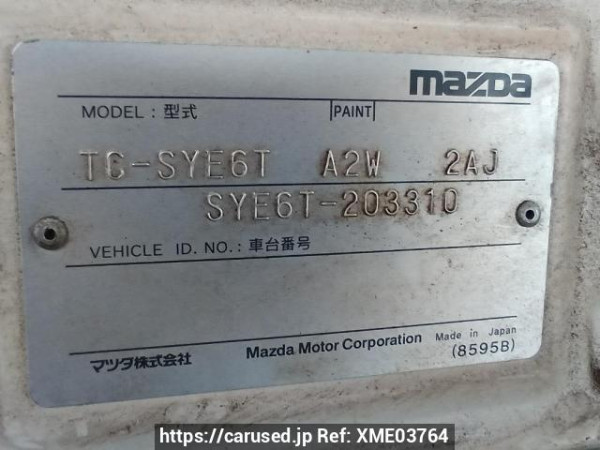 mazda
MODEL : 型式 PAINT
TC-SYE6T A2W 2AJ
SYE6T-203310
VEHICLE ID. NO. : 車台番号
マツダ株式会社 Mazda Motor Corporation Made in Japan
(8595B)
https://carused.jp Ref: XME03764